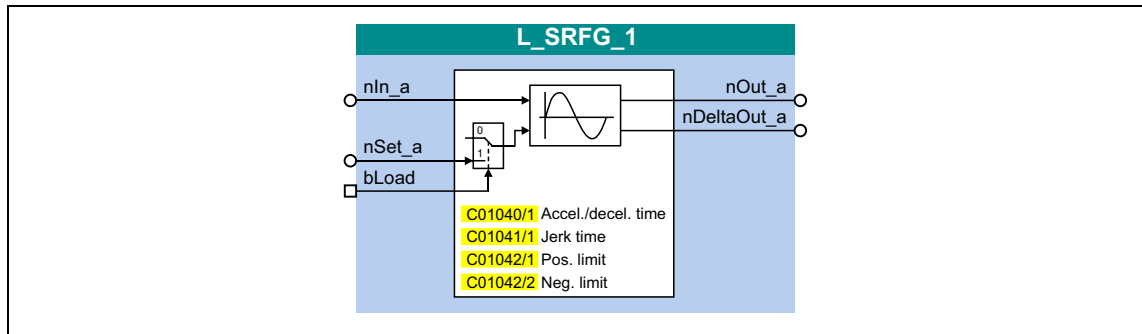 L_SRFG_1
nIn_a
nOut_a
nDeltaOut_a
0
nSet_a
1
bLoad
C01040/1 Accel./decel. time
C01041/1 Jerk time
C01042/1 Pos. limit
C01042/2 Neg. limit